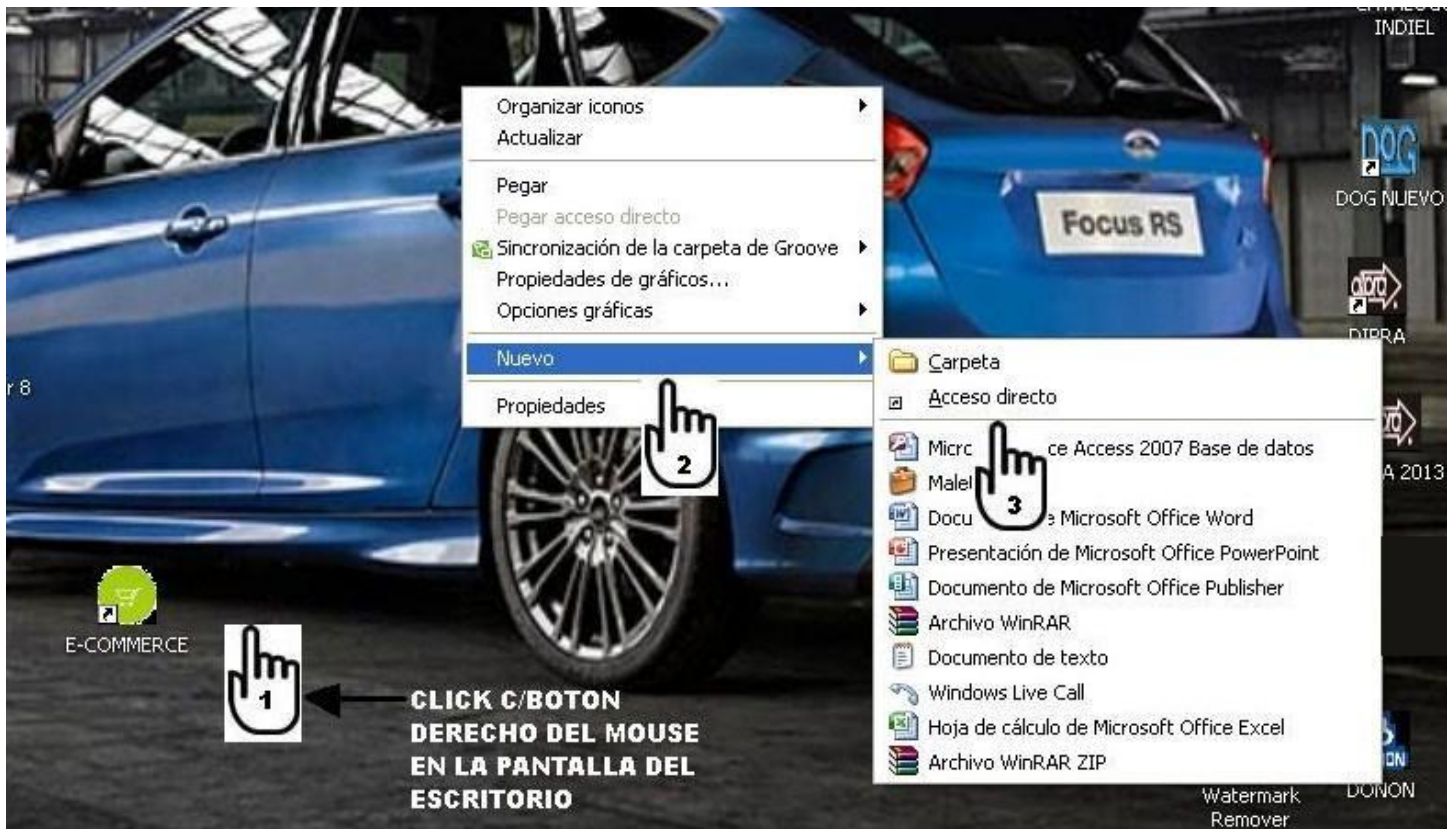 INDIEL
DOG
DOG NUEVO
DIPRA
A 2013
r 8
Organizar iconos
Actualizar
Pegar
Pegar acceso directo
Sincronización de la carpeta de Groove
Propiedades de gráficos...
Opciones gráficas
Nuevo
Propiedades
2
Focus RS
Carpeta
Acceso directo
Micro ce Access 2007 Base de datos
Male
3
Docu e Microsoft Office Word
Presentación de Microsoft Office PowerPoint
Documento de Microsoft Office Publisher
Archivo WinRAR
Documento de texto
Windows Live Call
Hoja de cálculo de Microsoft Office Excel
Archivo WinRAR ZIP
E-COMMERCE
1
CLICK C/BOTON
DERECHO DEL MOUSE
EN LA PANTALLA DEL
ESCRITORIO
Watermark
Remover
DONON